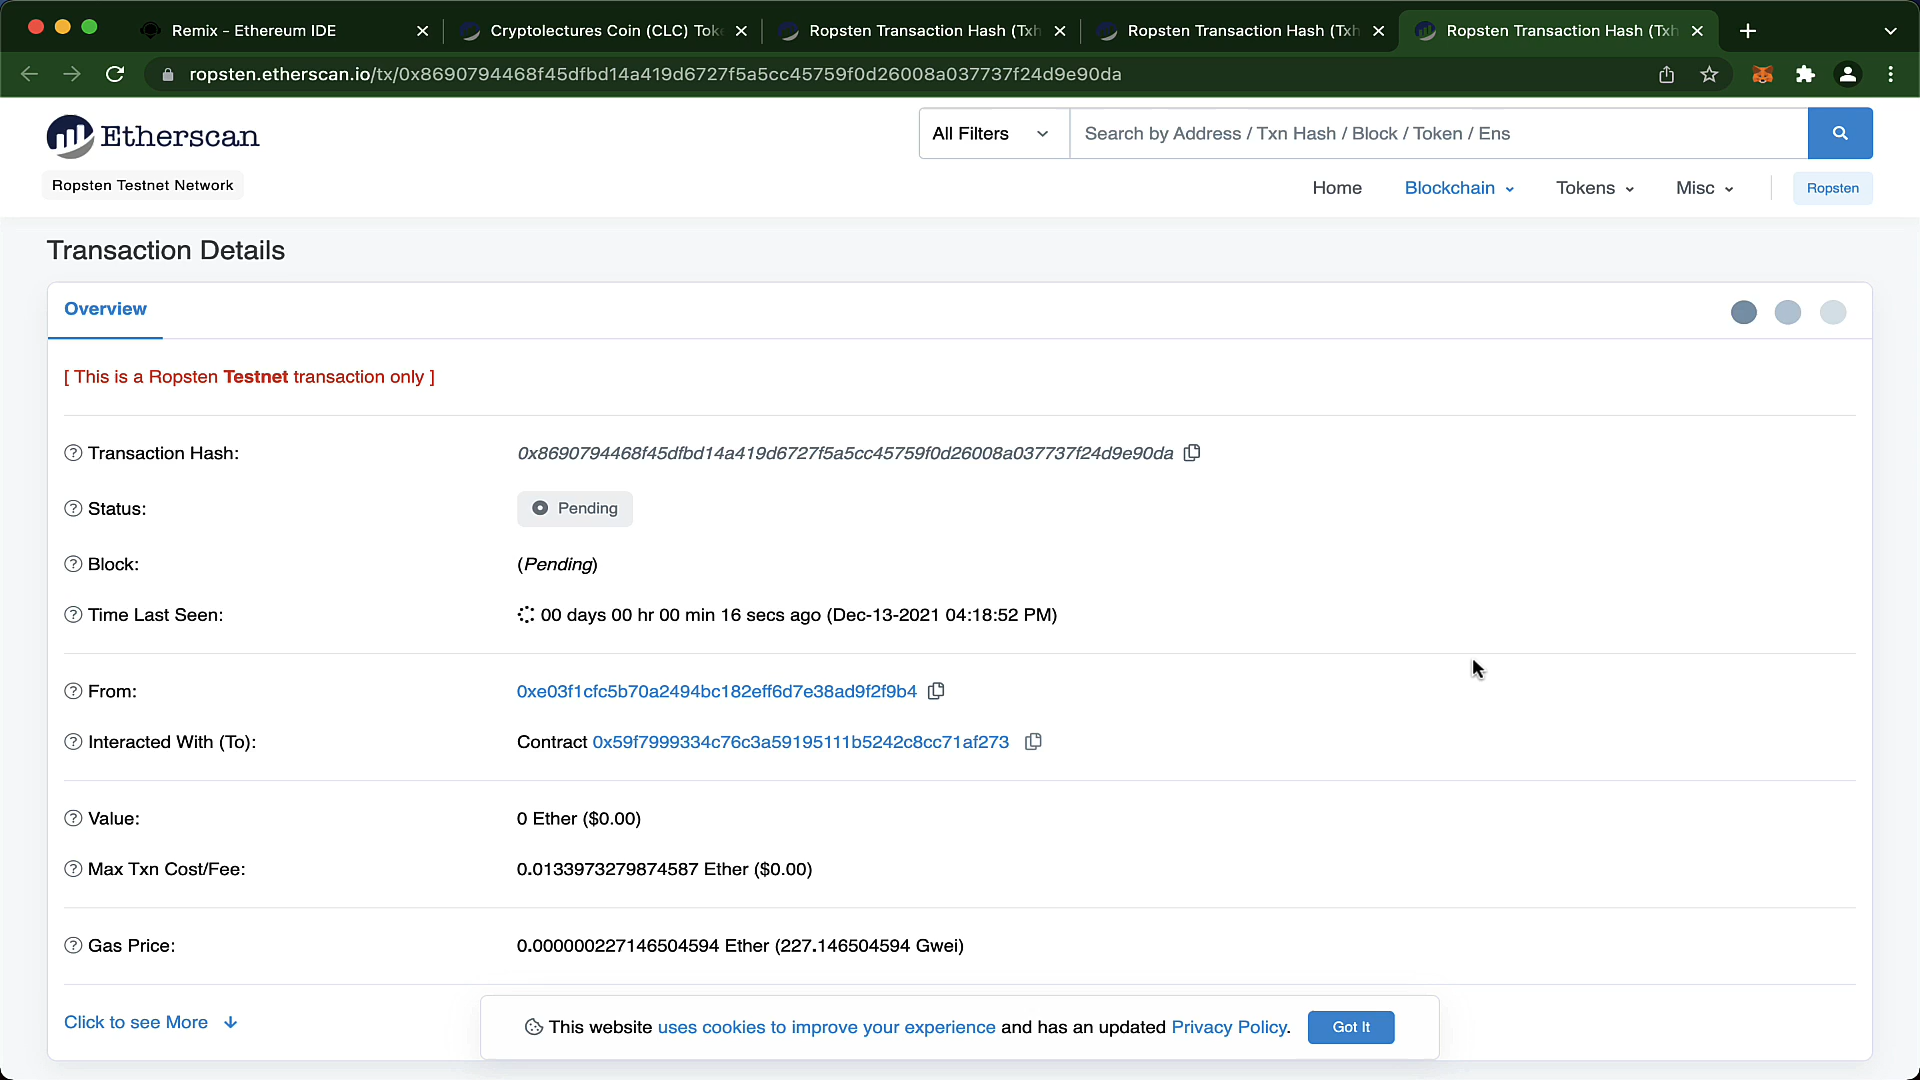 Remix - Ethereum IDE
Cryptolectures Coin (CLC) Tok
Ropsten Transaction Hash (Txh
Ropsten Transaction Hash (Txh
Ropsten Transaction Hash (Txh
ropsten.etherscan.io/tx/0x8690794468f45dfbd14a419d6727f5a5cc45759f0d26008a037737f24d9e90da
Etherscan
All Filters
Search by Address / Txn Hash / Block / Token / Ens
Ropsten Testnet Network
Home
Blockchain
Tokens
Misc
Ropsten
Transaction Details
Overview
[ This is a Ropsten Testnet transaction only ]
Transaction Hash:
0x8690794468f45dfbd14a419d6727f5a5cc45759f0d26008a037737f24d9e90da
Status:
Pending
Block:
(Pending)
Time Last Seen:
00 days 00 hr 00 min 16 secs ago (Dec-13-2021 04:18:52 PM)
From:
0xe03f1cfc5b70a2494bc182eff6d7e38ad9f2f9b4
Interacted With (To):
Contract 0x59f7999334c76c3a59195111b5242c8cc71af273
Value:
0 Ether ($0.00)
Max Txn Cost/Fee:
0.0133973279874587 Ether ($0.00)
Gas Price:
0.000000227146504594 Ether (227.146504594 Gwei)
Click to see More
This website uses cookies to improve your experience and has an updated Privacy Policy.
Got It